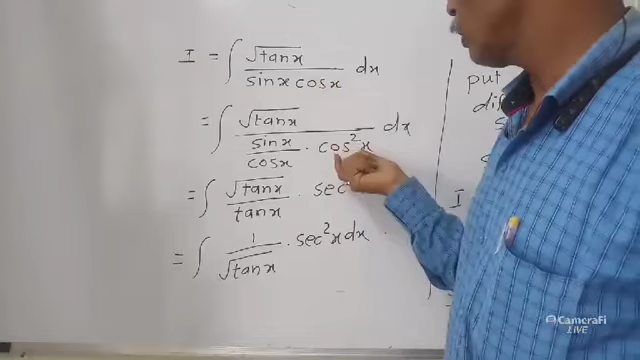 I = ∫ √tanx / sinx cosx dx
= ∫ √tanx / (sinx / cosx · cos²x) dx
= ∫ √tanx / tanx · sec
= ∫ 1 / √tanx · sec²x dx
put
I
CameraFi
LIVE